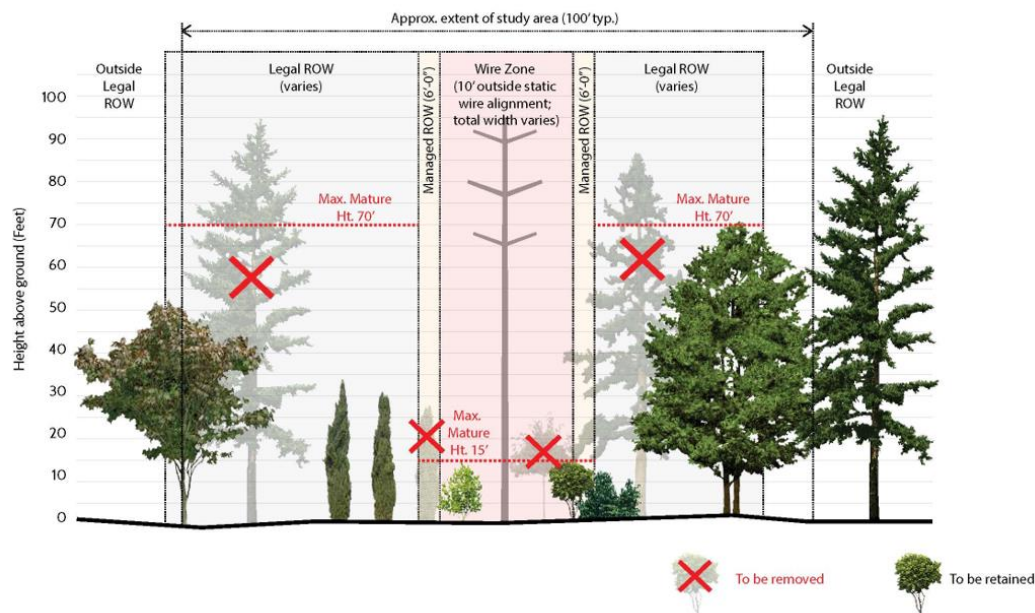 Approx. extent of study area (100' typ.)
Outside
Legal
ROW
Legal ROW
(varies)
Managed ROW (6'-0")
Wire Zone
(10' outside static
wire alignment;
total width varies)
Managed ROW (6'-0")
Legal ROW
(varies)
Outside
Legal
ROW
Height above ground (Feet)
100
90
80
70
60
50
40
30
20
10
0
Max. Mature
Ht. 70'
Max. Mature
Ht. 70'
Max.
Mature
Ht. 15'
To be removed
To be retained